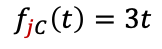 f_{jC}(t) = 3t